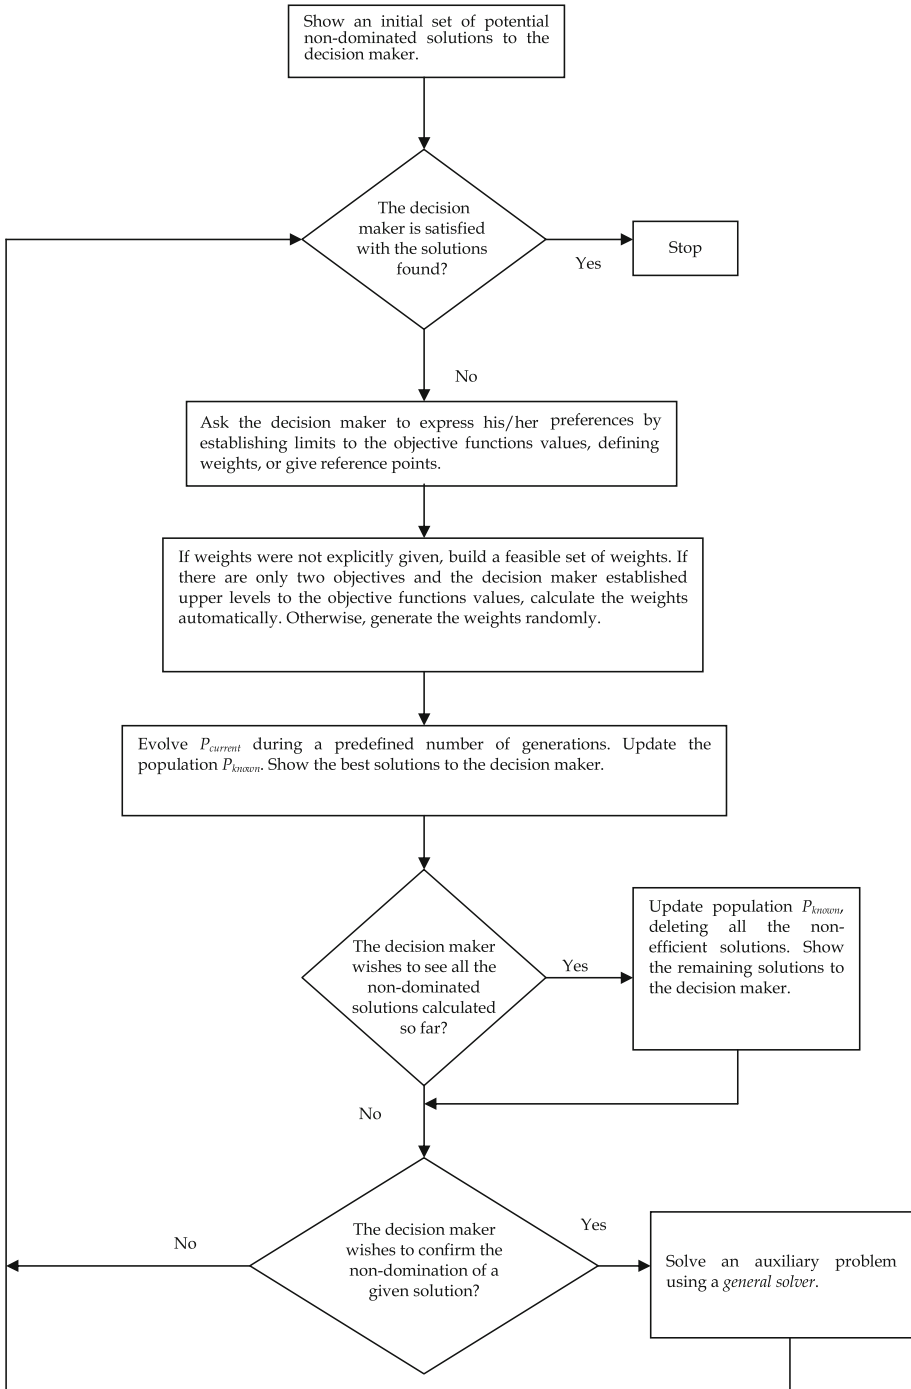 Show an initial set of potential
non-dominated solutions to the
decision maker.
The decision
maker is satisfied
with the solutions
found?
Yes
Stop
No
Ask the decision maker to express his/her preferences by
establishing limits to the objective functions values, defining
weights, or give reference points.
If weights were not explicitly given, build a feasible set of weights. If
there are only two objectives and the decision maker established
upper levels to the objective functions values, calculate the weights
automatically. Otherwise, generate the weights randomly.
Evolve Pcurrent during a predefined number of generations. Update the
population Pknown. Show the best solutions to the decision maker.
The decision maker
wishes to see all the
non-dominated
solutions calculated
so far?
Yes
Update population Pknown,
deleting all the non-
efficient solutions. Show
the remaining solutions to
the decision maker.
No
The decision maker
wishes to confirm the
non-domination of a
given solution?
No
Yes
Solve an auxiliary problem
using a general solver.